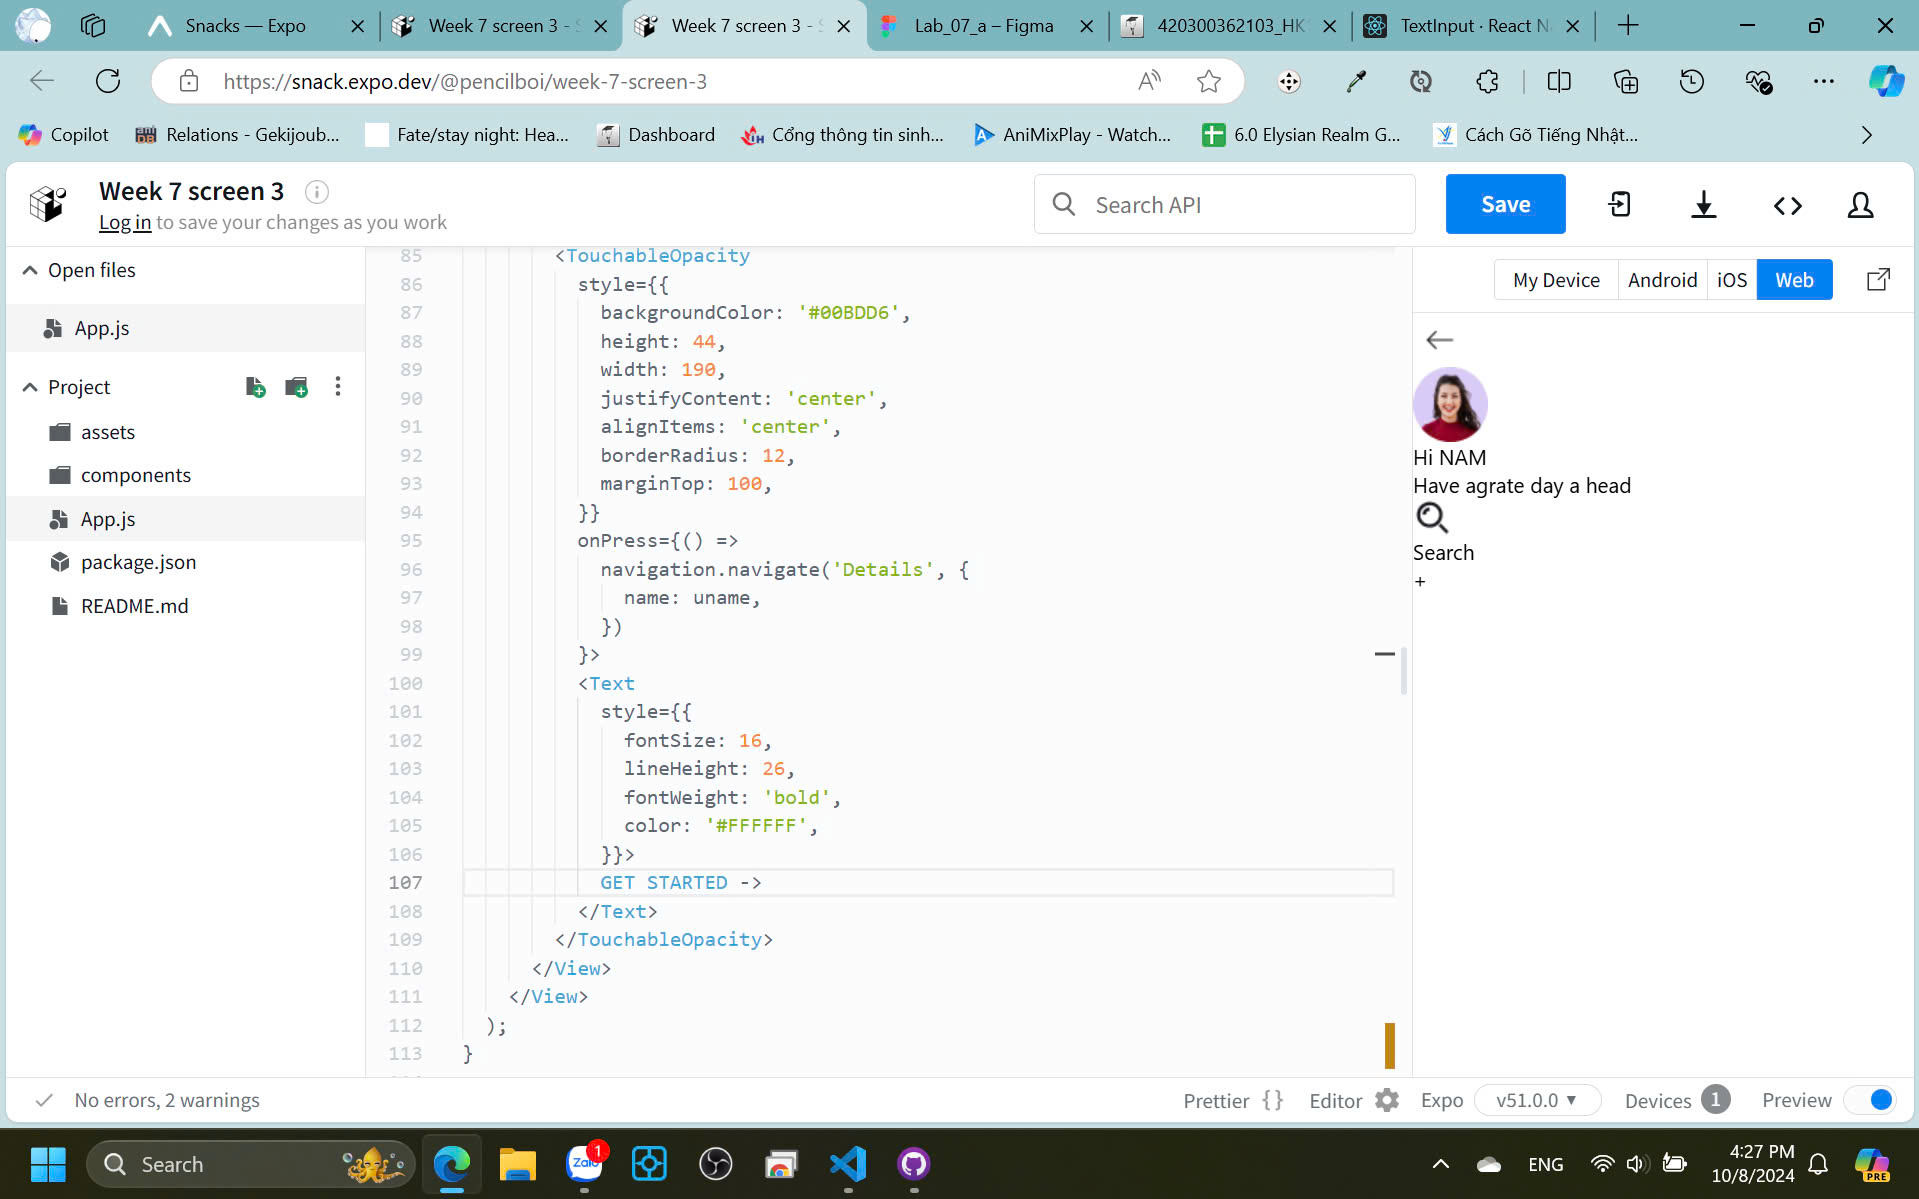 Snacks — Expo
Week 7 screen 3 - S
Week 7 screen 3 - S
Lab_07_a – Figma
420300362103_HK
TextInput · React N
https://snack.expo.dev/@pencilboi/week-7-screen-3
Copilot
Relations - Gekijoub...
Fate/stay night: Hea...
Dashboard
Cổng thông tin sinh...
AniMixPlay - Watch...
6.0 Elysian Realm G...
Cách Gõ Tiếng Nhật...
Week 7 screen 3
Log in to save your changes as you work
Search API
Save
Open files
App.js
Project
assets
components
App.js
package.json
README.md
85 <TouchableOpacity
86 style={{
87 backgroundColor: '#00BDD6',
88 height: 44,
89 width: 190,
90 justifyContent: 'center',
91 alignItems: 'center',
92 borderRadius: 12,
93 marginTop: 100,
94 }}
95 onPress={() =>
96 navigation.navigate('Details', {
97 name: uname,
98 })
99 }>
100 <Text
101 style={{
102 fontSize: 16,
103 lineHeight: 26,
104 fontWeight: 'bold',
105 color: '#FFFFFF',
106 }}>
107 GET STARTED ->
108 </Text>
109 </TouchableOpacity>
110 </View>
111 </View>
112 );
113 }
My Device
Android
iOS
Web
Hi NAM
Have agrate day a head
Search
+
No errors, 2 warnings
Prettier {}
Editor
Expo
v51.0.0
Devices 1
Preview
Search
Zalo
1
ENG
4:27 PM
10/8/2024
PRE